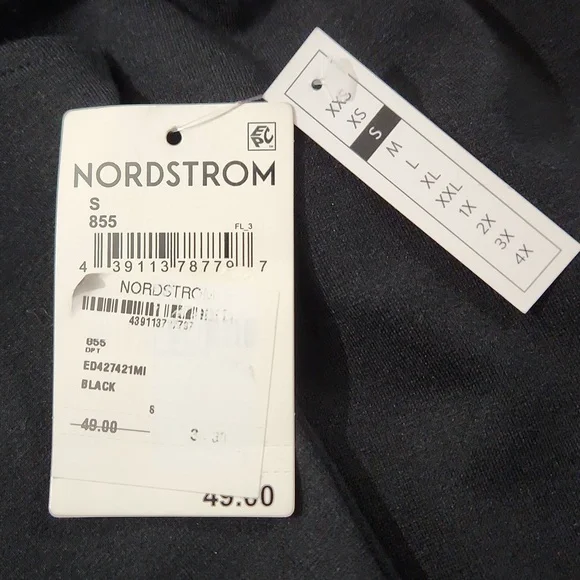 EPC
NORDSTROM
S
855
FL_3
4 39113 78779 7
NORDSTROM
855
DPT
ED427421MI
BLACK
S
49.00
49.00
XXS
XS
S
M
L
XL
XXL
1X
2X
3X
4X